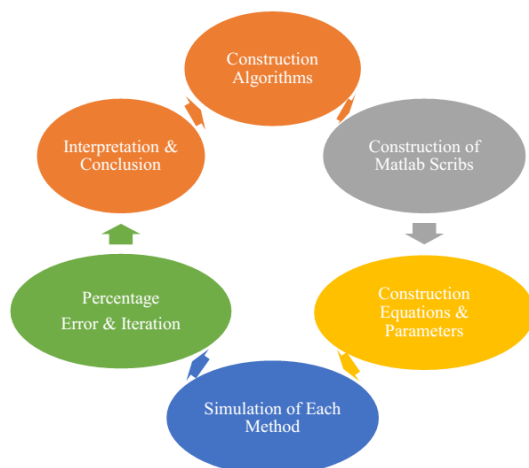 Construction
Algorithms
Construction of
Matlab Scribs
Construction
Equations &
Parameters
Simulation of Each
Method
Percentage
Error & Iteration
Interpretation &
Conclusion